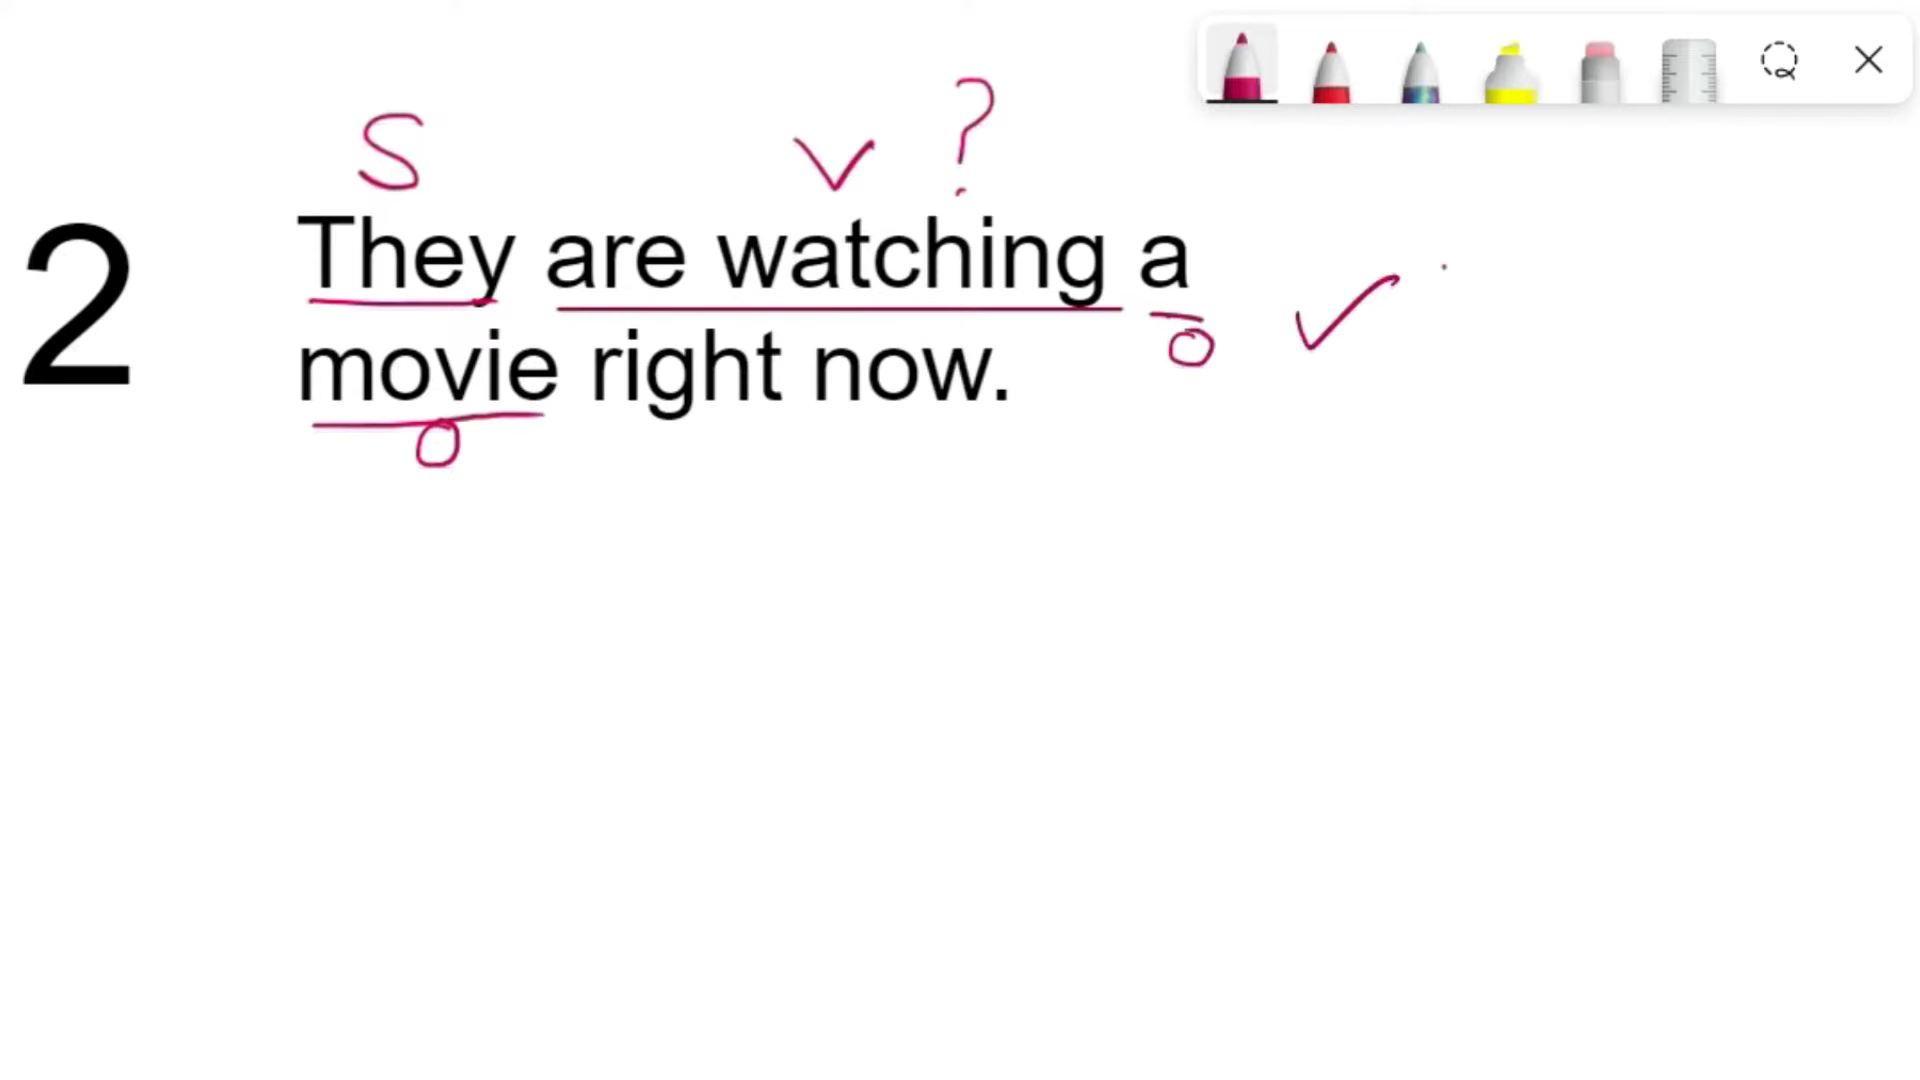 S v ?
2 They are watching a
o
movie right now.
o